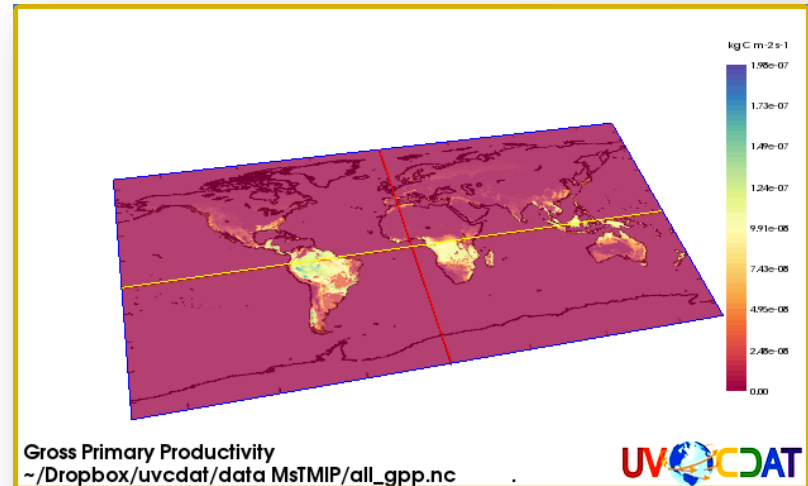 kg C m-2 s-1
1.98e-07
1.73e-07
1.49e-07
1.24e-07
9.91e-08
7.43e-08
4.95e-08
2.48e-08
0.00
Gross Primary Productivity
~/Dropbox/uvcdat/data MsTMIP/all_gpp.nc .
UV CDAT